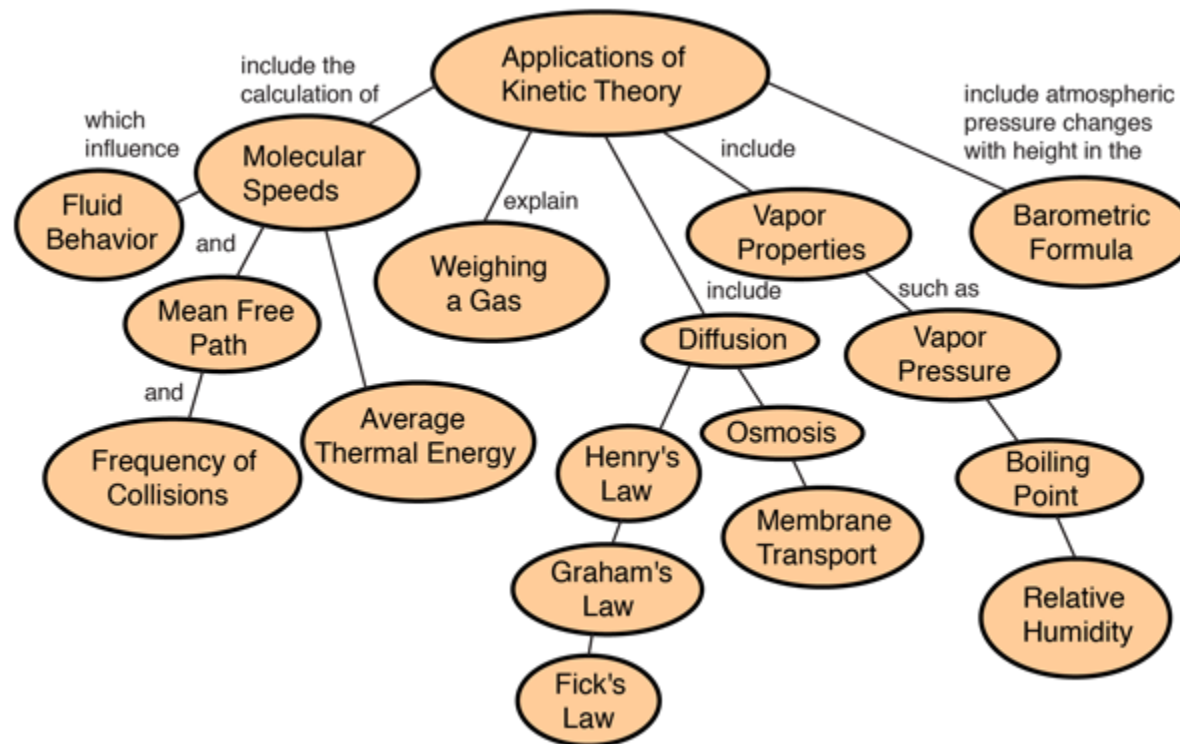 Applications of
Kinetic Theory
include the
calculation of
which
influence
Molecular
Speeds
Fluid
Behavior
and
Mean Free
Path
and
Frequency of
Collisions
Average
Thermal Energy
explain
Weighing
a Gas
include
Diffusion
Henry's
Law
Graham's
Law
Fick's
Law
Osmosis
Membrane
Transport
include
Vapor
Properties
such as
Vapor
Pressure
Boiling
Point
Relative
Humidity
include atmospheric
pressure changes
with height in the
Barometric
Formula